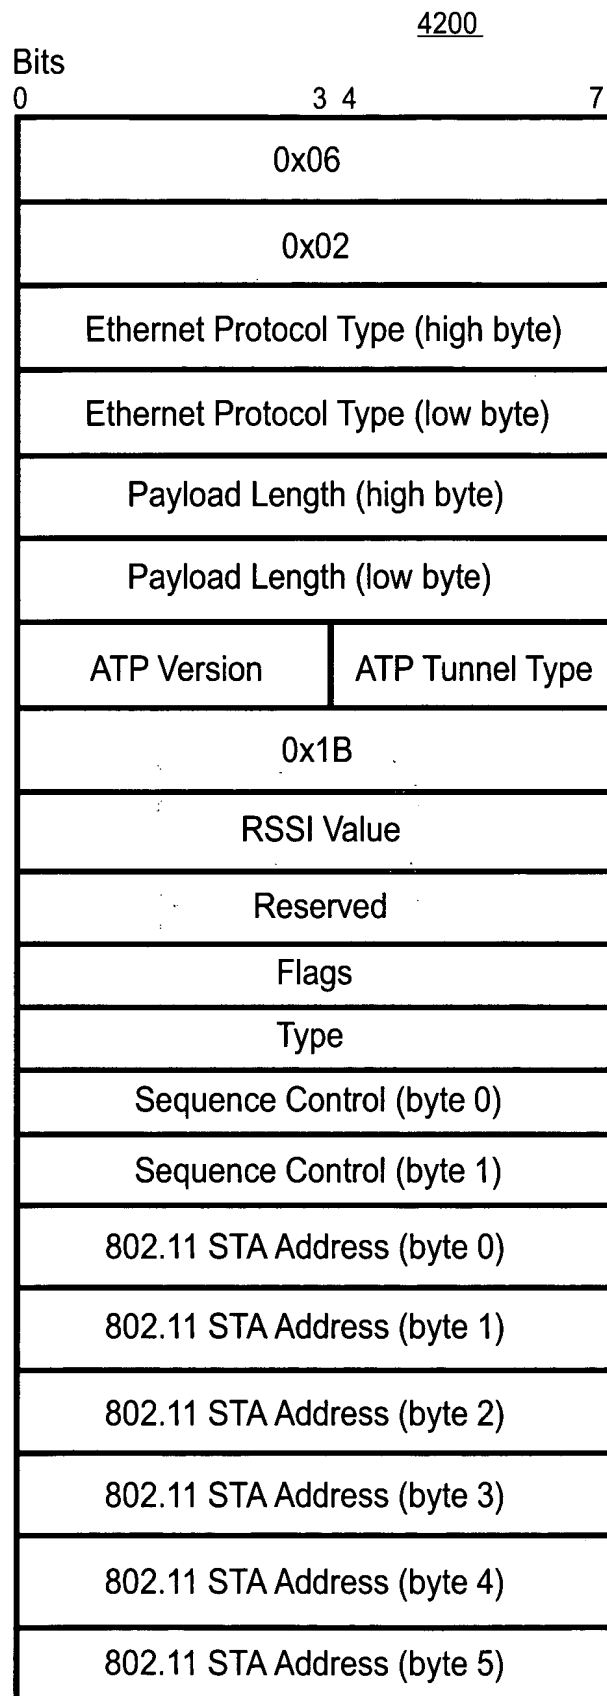 4200
Bits
0 3 4 7
0x06
0x02
Ethernet Protocol Type (high byte)
Ethernet Protocol Type (low byte)
Payload Length (high byte)
Payload Length (low byte)
ATP Version ATP Tunnel Type
0x1B
RSSI Value
Reserved
Flags
Type
Sequence Control (byte 0)
Sequence Control (byte 1)
802.11 STA Address (byte 0)
802.11 STA Address (byte 1)
802.11 STA Address (byte 2)
802.11 STA Address (byte 3)
802.11 STA Address (byte 4)
802.11 STA Address (byte 5)